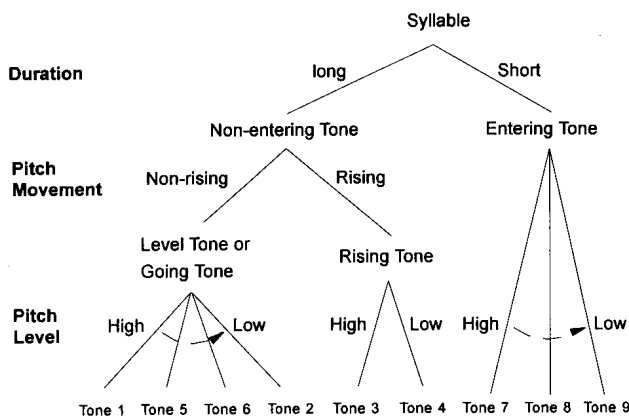 Syllable
Duration
long
Short
Non-entering Tone
Entering Tone
Pitch
Movement
Non-rising
Rising
Level Tone or
Going Tone
Rising Tone
Pitch
Level
High
Low
High
Low
High
Low
Tone 1 Tone 5 Tone 6 Tone 2 Tone 3 Tone 4 Tone 7 Tone 8 Tone 9